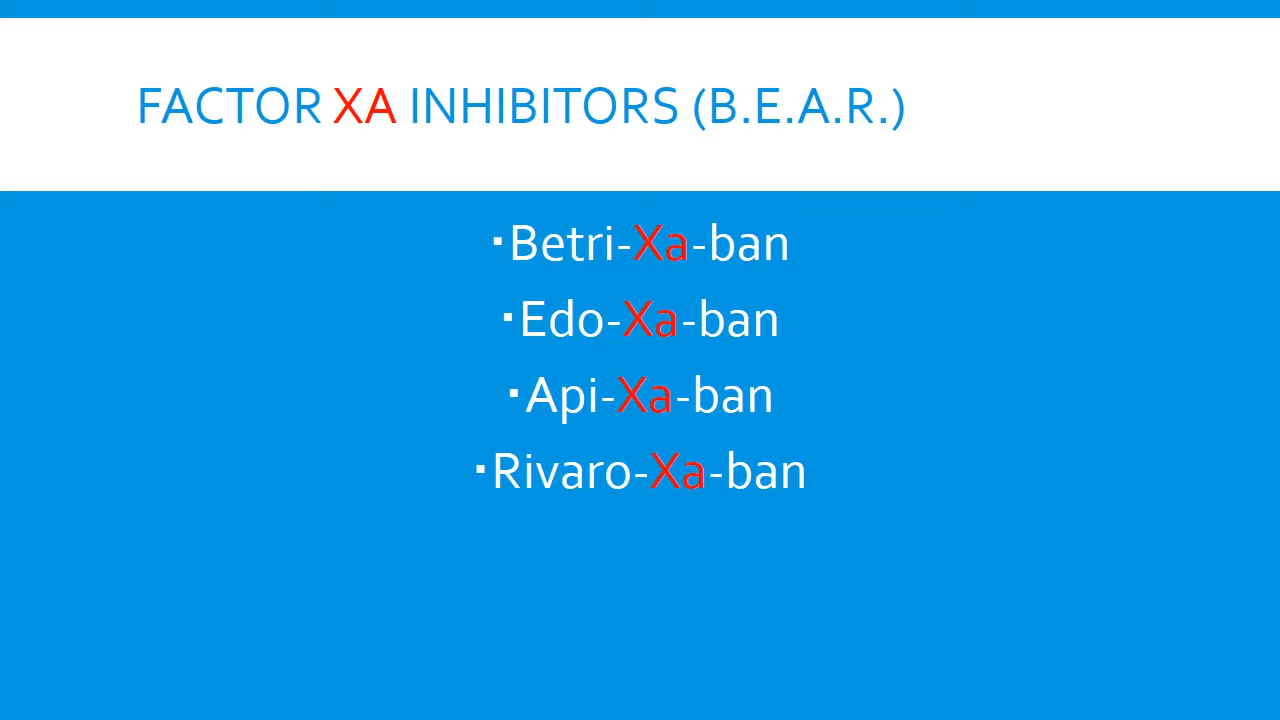 FACTOR XA INHIBITORS (B.E.A.R.)
▪Betri-Xa-ban
▪Edo-Xa-ban
▪Api-Xa-ban
▪Rivaro-Xa-ban